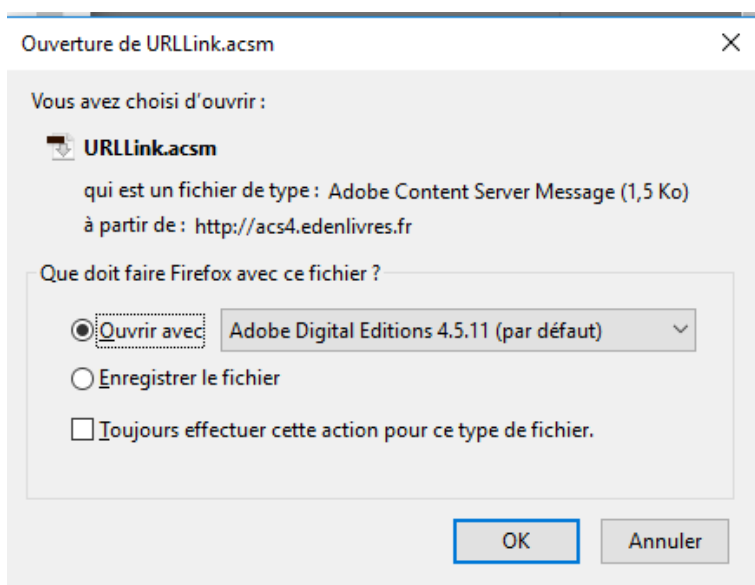 Ouverture de URLLink.acsm
Vous avez choisi d'ouvrir :
URLLink.acsm
qui est un fichier de type : Adobe Content Server Message (1,5 Ko)
à partir de : http://acs4.edenlivres.fr
Que doit faire Firefox avec ce fichier ?
Ouvrir avec Adobe Digital Editions 4.5.11 (par défaut)
Enregistrer le fichier
Toujours effectuer cette action pour ce type de fichier.
OK Annuler